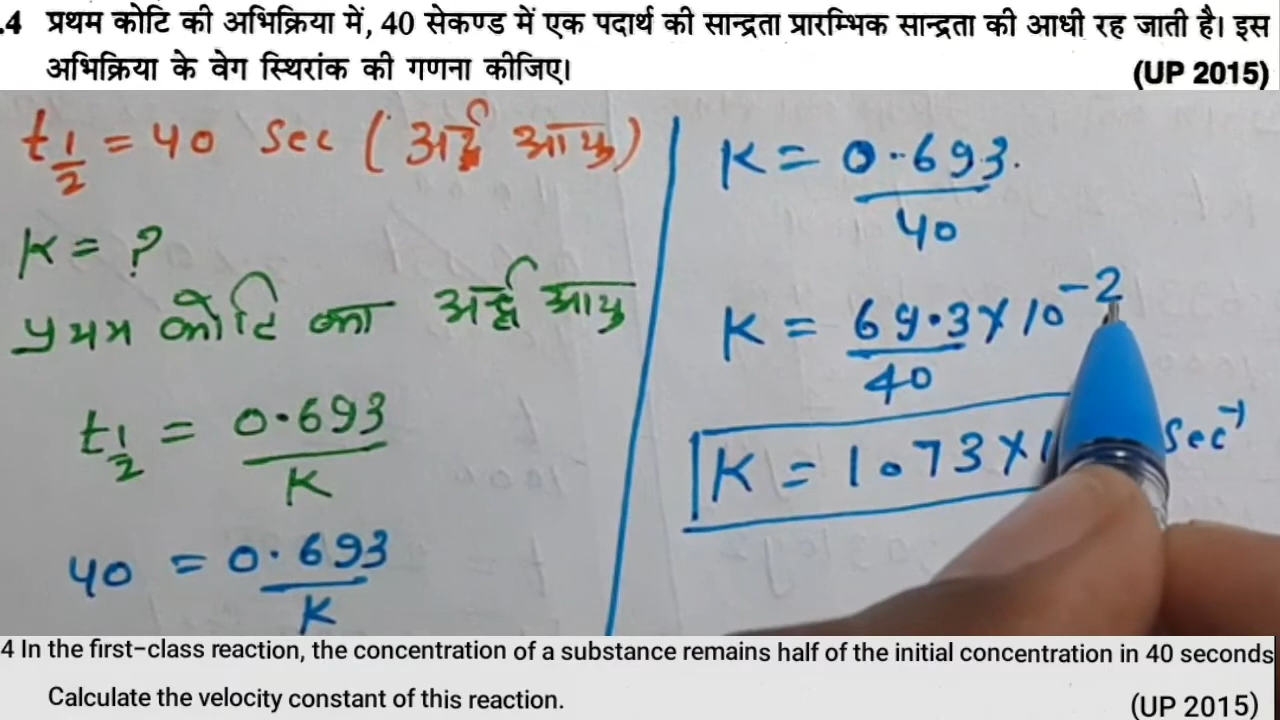 .4 प्रथम कोटि की अभिक्रिया में, 40 सेकण्ड में एक पदार्थ की सान्द्रता प्रारम्भिक सान्द्रता की आधी रह जाती है। इस
अभिक्रिया के वेग स्थिरांक की गणना कीजिए।
(UP 2015)
t1/2 = 40 Sec (अर्द्ध आयु)
K = ?
प्रथम कोटि का अर्द्ध आयु
t1/2 = 0.693/K
40 = 0.693/K
K = 0.693/40
K = 69.3×10⁻²/40
K = 1.73×1 Sec⁻¹
4 In the first-class reaction, the concentration of a substance remains half of the initial concentration in 40 seconds
Calculate the velocity constant of this reaction.
(UP 2015)